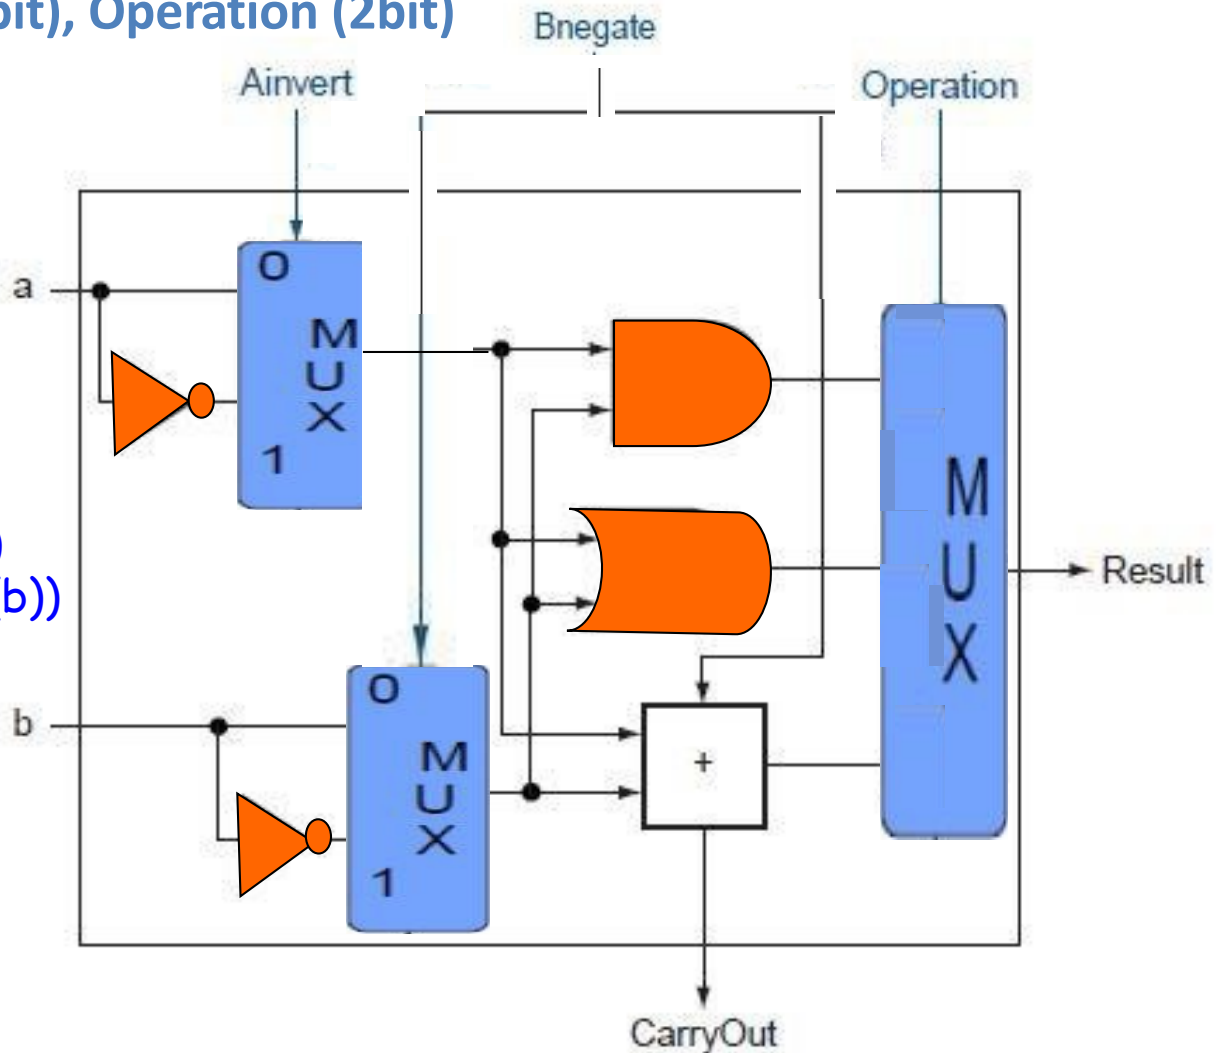 bit), Operation (2bit)
Bnegate
Ainvert
Operation
0
a
M
U
X
1
M
U
X
)
(b))
Result
0
b
M
U
X
+
1
CarryOut